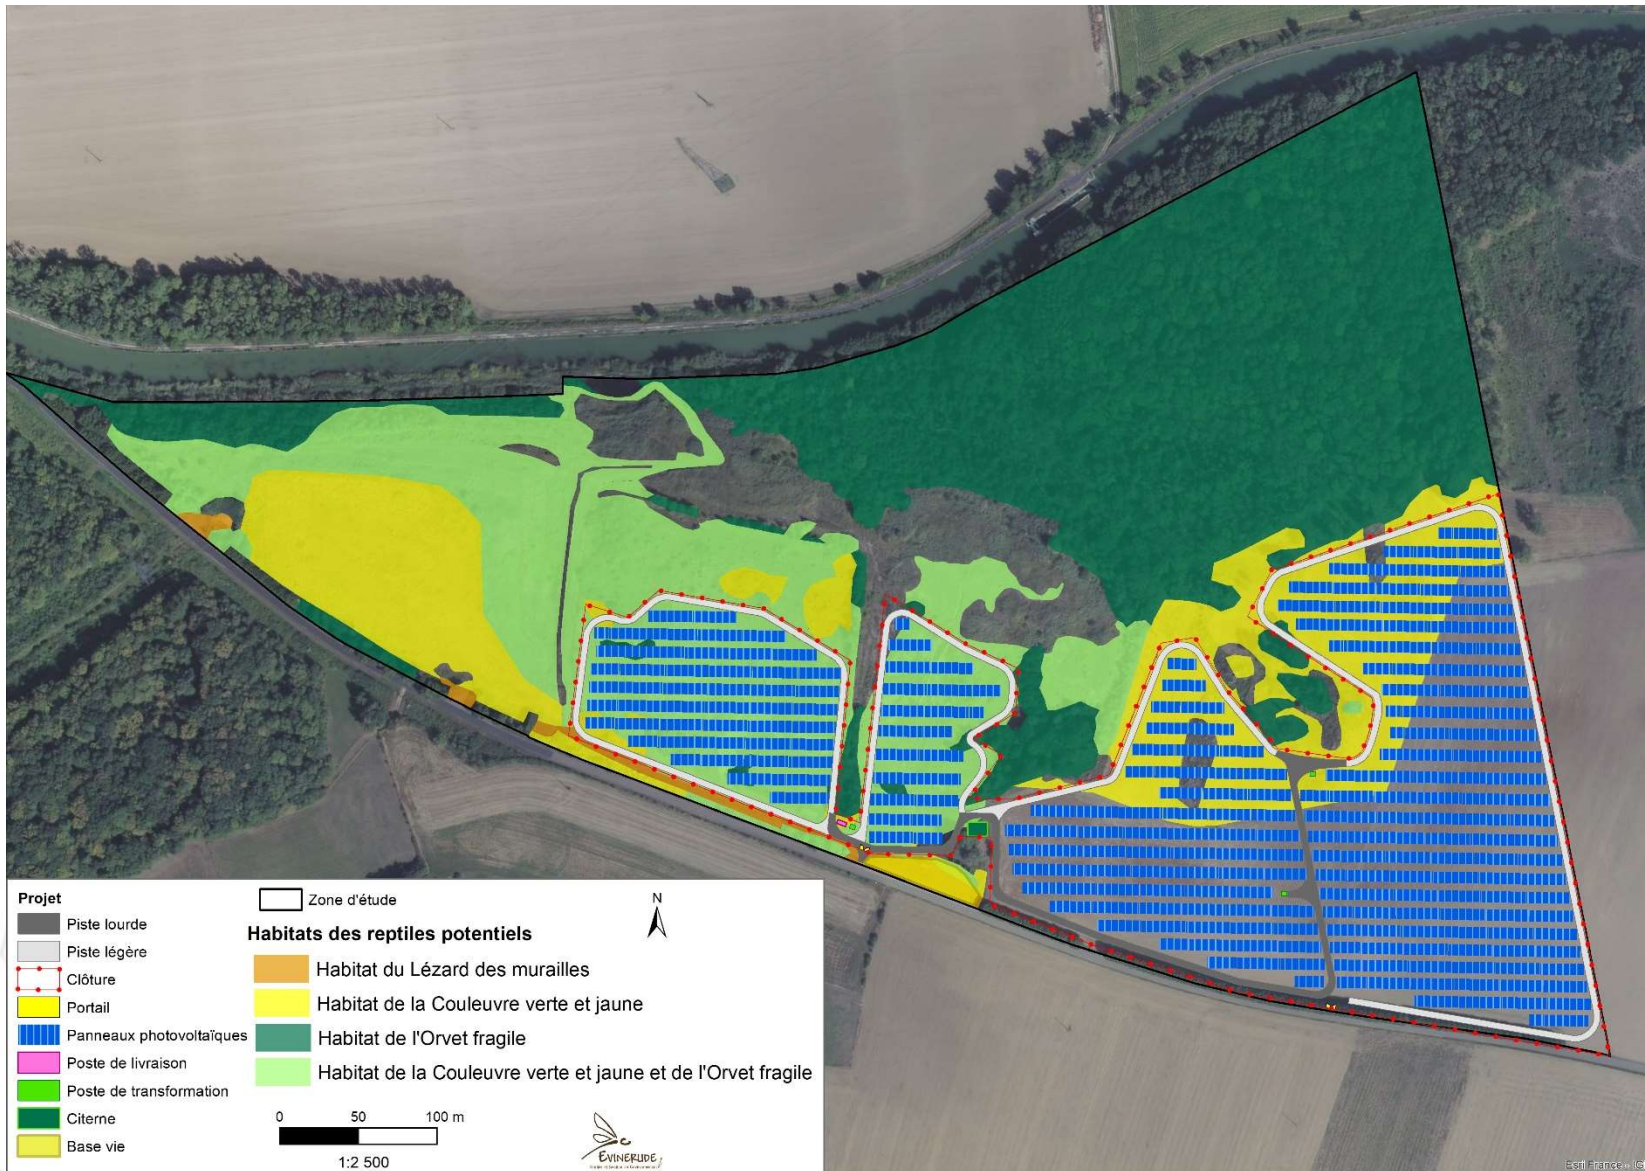 Projet
Piste lourde
Piste légère
Clôture
Portail
Panneaux photovoltaïques
Poste de livraison
Poste de transformation
Citerne
Base vie
Zone d'étude
Habitats des reptiles potentiels
Habitat du Lézard des murailles
Habitat de la Couleuvre verte et jaune
Habitat de l'Orvet fragile
Habitat de la Couleuvre verte et jaune et de l'Orvet fragile
0 50 100 m
1:2 500
N
EVINERUDE
Esri France